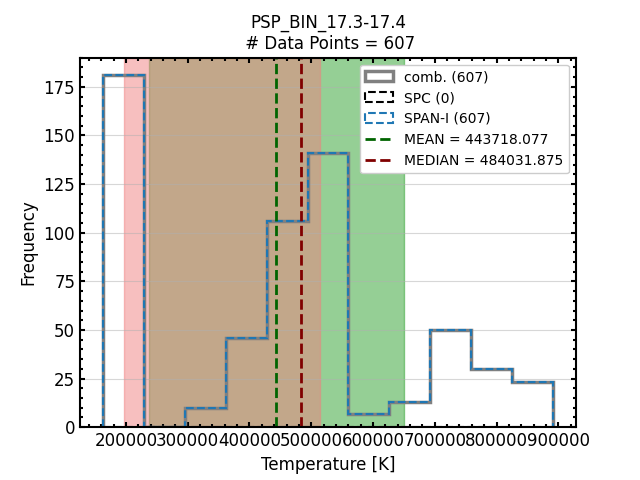 PSP_BIN_17.3-17.4
# Data Points = 607
comb. (607)
SPC (0)
SPAN-I (607)
MEAN = 443718.077
MEDIAN = 484031.875
Frequency
175
150
125
100
75
50
25
0
200000 300000 400000 500000 600000 700000 800000 900000
Temperature [K]